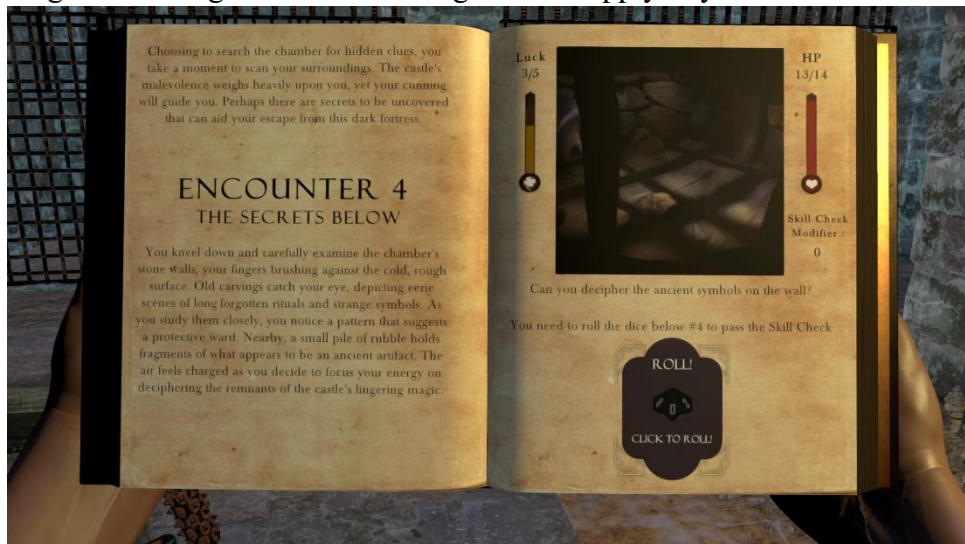 Choosing to search the chamber for hidden clues, you
take a moment to scan your surroundings. The castle's
malevolence weighs heavily upon you, yet your cunning
will guide you. Perhaps there are secrets to be uncovered
that can aid your escape from this dark fortress.
ENCOUNTER 4
THE SECRETS BELOW
You kneel down and carefully examine the chamber's
stone walls, your fingers brushing against the cold, rough
surface. Old carvings catch your eye, depicting eerie
scenes of long forgotten rituals and strange symbols. As
you study them closely, you notice a pattern that suggests
a protective ward. Nearby, a small pile of rubble holds
fragments of what appears to be an ancient artifact. The
air feels charged as you decide to focus your energy on
deciphering the remnants of the castle's lingering magic.
Luck
3/5
HP
13/14
Skill Check
Modifier :
0
Can you decipher the ancient symbols on the wall?
You need to roll the dice below #4 to pass the Skill Check
ROLL!
0
CLICK TO ROLL!